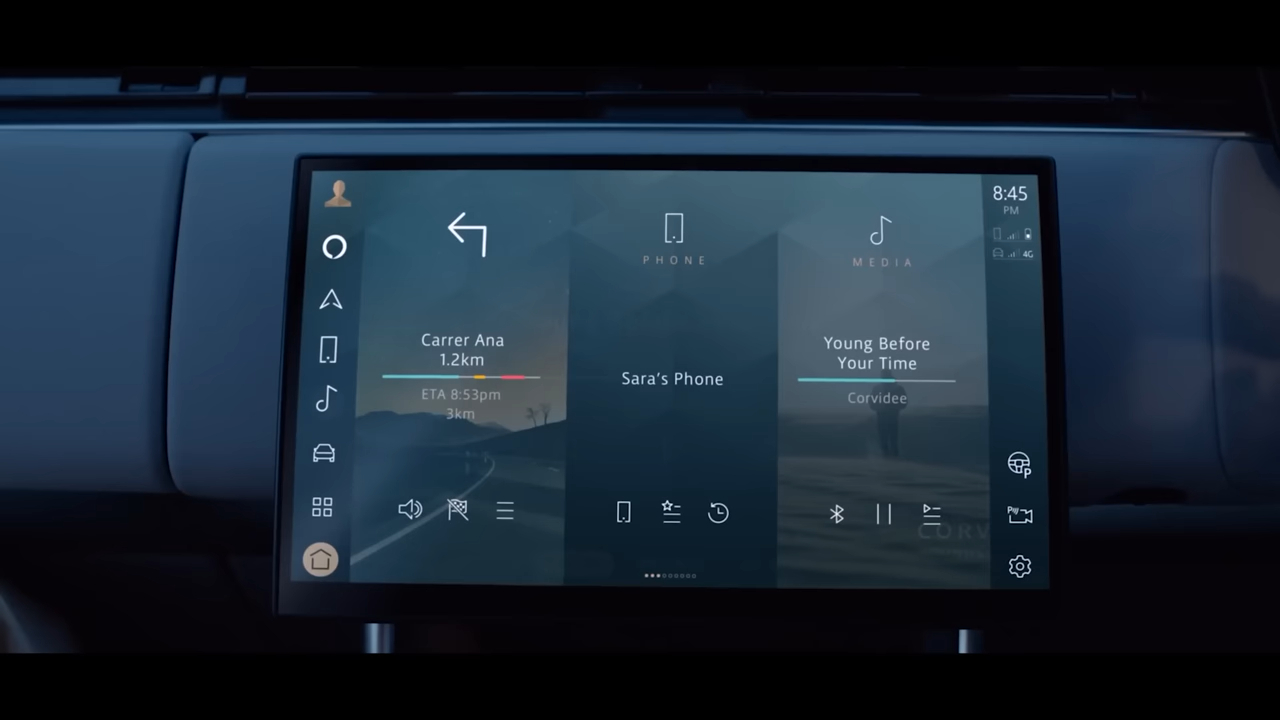 8:45
PM
4G
PHONE
MEDIA
Carrer Ana
1.2km
ETA 8:53pm
3km
Sara's Phone
Young Before
Your Time
Corvidee
P
P
CORV